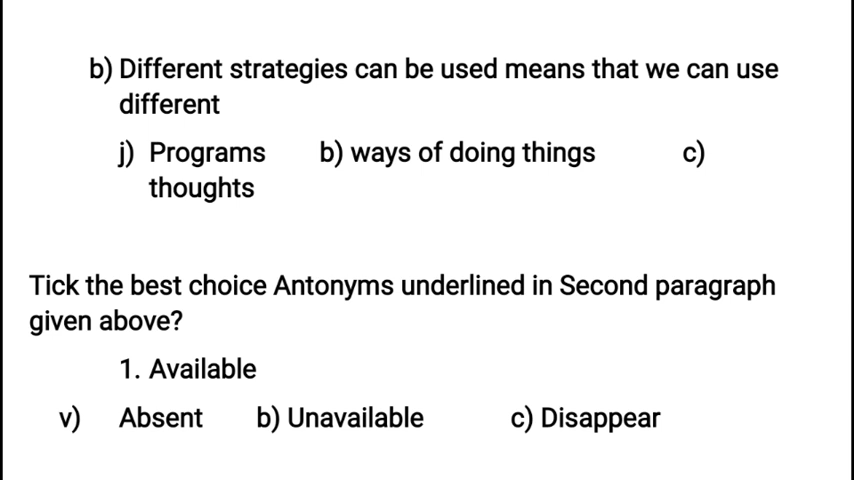 b) Different strategies can be used means that we can use
different
j) Programs b) ways of doing things c)
thoughts
Tick the best choice Antonyms underlined in Second paragraph
given above?
1. Available
v) Absent b) Unavailable c) Disappear